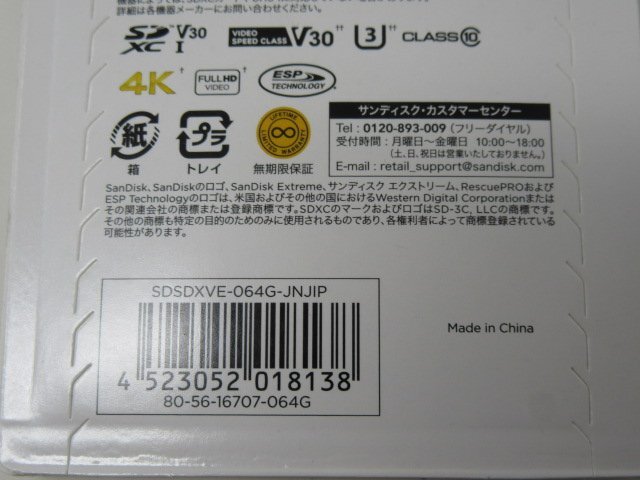 詳細は各機器メーカーにお問い合わせください。
SD XC I V30 VIDEO SPEED CLASS V30†† U3†† CLASS10
4K† FULL HD VIDEO† ESP TECHNOLOGY†
紙 プラ LIFETIME LIMITED WARRANTY
箱 トレイ 無期限保証
サンディスク・カスタマーセンター
Tel : 0120-893-009 (フリーダイヤル)
受付時間 : 月曜日～金曜日 10:00～18:00
(土、日、祝日は営業いたしておりません。)
E-mail : retail_support@sandisk.com
SanDisk、SanDiskのロゴ、SanDisk Extreme、サンディスク エクストリーム、RescuePROおよび
ESP Technologyのロゴは、米国およびその他の国におけるWestern Digital Corporationまたは
その関連会社の商標または登録商標です。SDXCのマークおよびロゴはSD-3C, LLCの商標です。
その他の商標も特定の目的のためのみに使用されるものであり、各権利者によって商標登録されている
可能性があります。
SDSDXVE-064G-JNJIP
4 523052 018138
80-56-16707-064G
Made in China